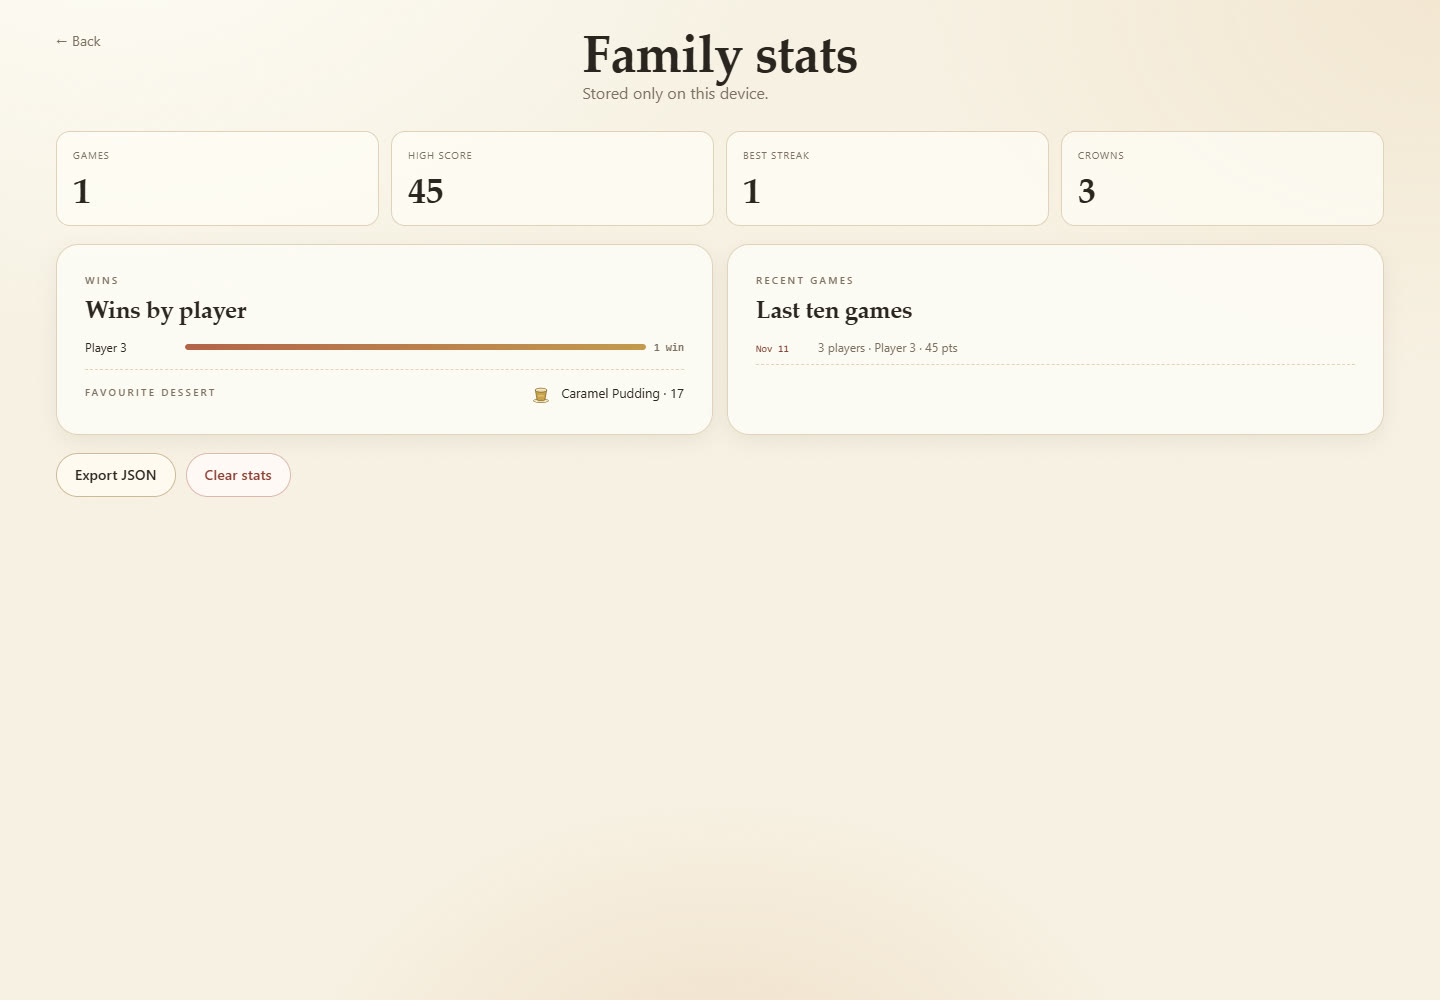 ← Back
Family stats
Stored only on this device.
GAMES
1
HIGH SCORE
45
BEST STREAK
1
CROWNS
3
WINS
Wins by player
Player 3
1 win
FAVOURITE DESSERT
Caramel Pudding · 17
RECENT GAMES
Last ten games
Nov 11 3 players · Player 3 · 45 pts
Export JSON
Clear stats